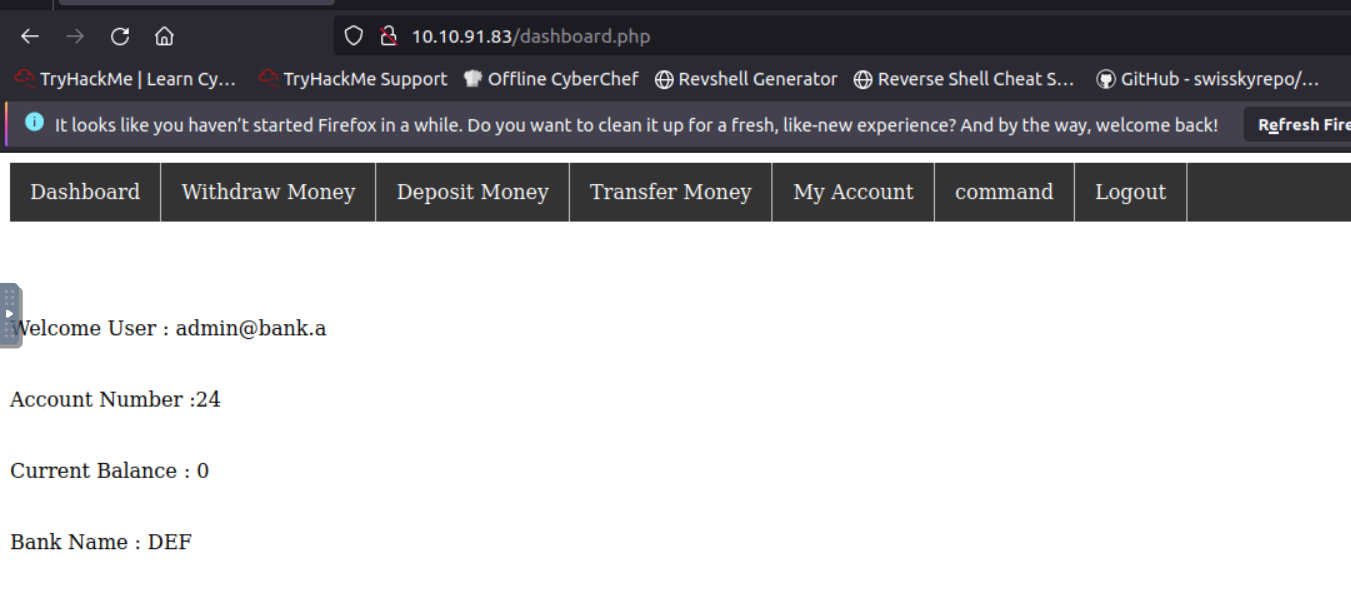 10.10.91.83/dashboard.php
TryHackMe | Learn Cy… TryHackMe Support Offline CyberChef Revshell Generator Reverse Shell Cheat S… GitHub - swisskyrepo/…
It looks like you haven't started Firefox in a while. Do you want to clean it up for a fresh, like-new experience? And by the way, welcome back! Refresh Fire
Dashboard Withdraw Money Deposit Money Transfer Money My Account command Logout
Welcome User : admin@bank.a
Account Number :24
Current Balance : 0
Bank Name : DEF